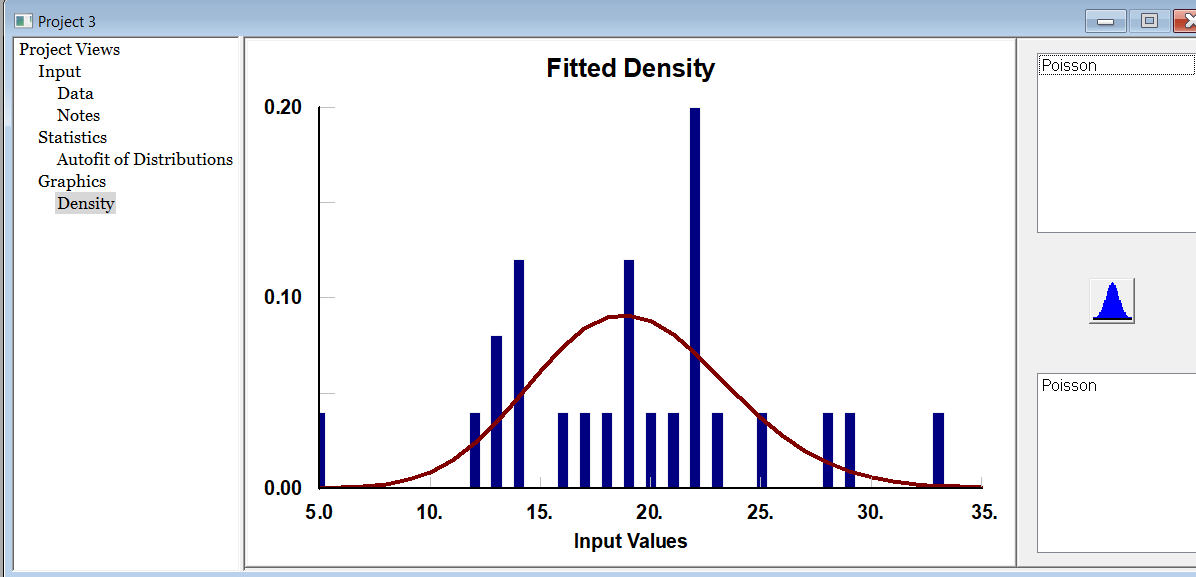 Project 3
Project Views
Input
Data
Notes
Statistics
Autofit of Distributions
Graphics
Density
Fitted Density
0.20
0.10
0.00
5.0 10. 15. 20. 25. 30. 35.
Input Values
Poisson
Poisson